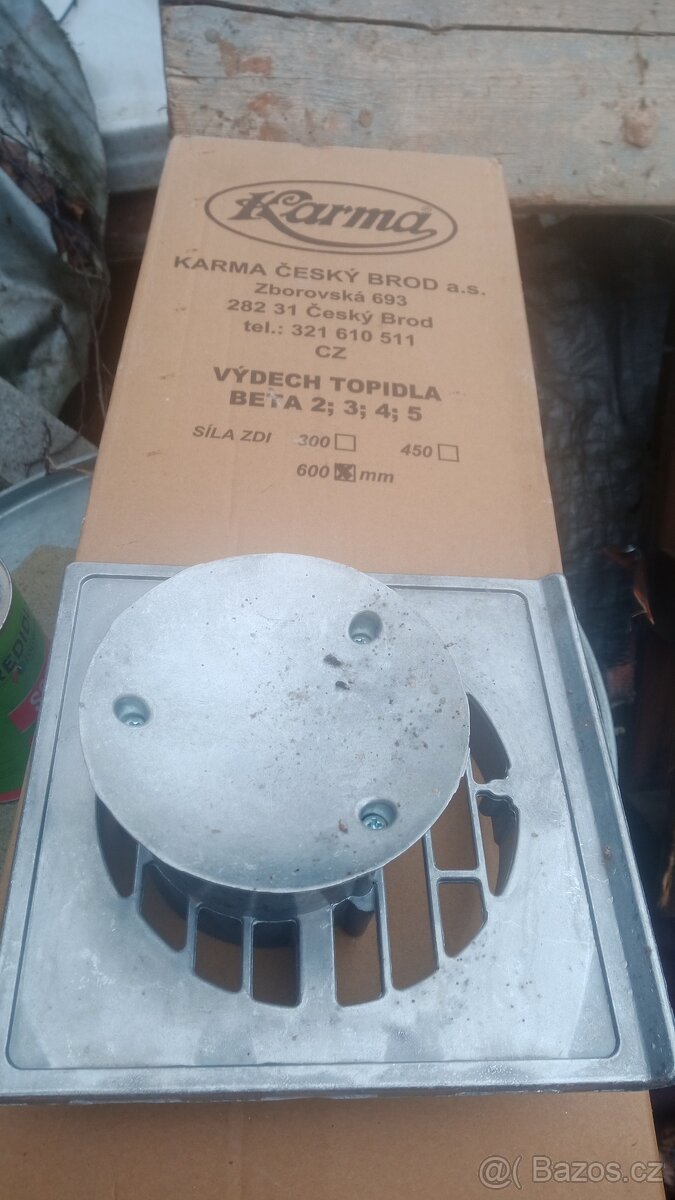 Karma
KARMA ČESKÝ BROD a.s.
Zborovská 693
282 31 Český Brod
tel.: 321 610 511
CZ
VÝDECH TOPIDLA
BETA 2; 3; 4; 5
SÍLA ZDI 300 450
600 mm
@( Bazos.cz